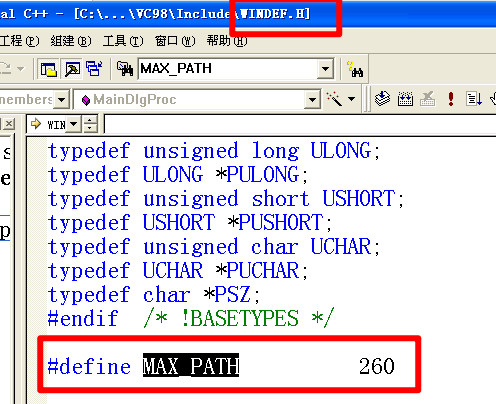 al C++ - [C:\...\VC98\Include\WINDEF.H]
工程(P) 组建(B) 工具(T) 窗口(W) 帮助(H)
MAX_PATH
members
MainDlgProc
WIN
typedef unsigned long ULONG;
typedef ULONG *PULONG;
typedef unsigned short USHORT;
typedef USHORT *PUSHORT;
typedef unsigned char UCHAR;
typedef UCHAR *PUCHAR;
typedef char *PSZ;
#endif /* !BASETYPES */
#define MAX_PATH 260